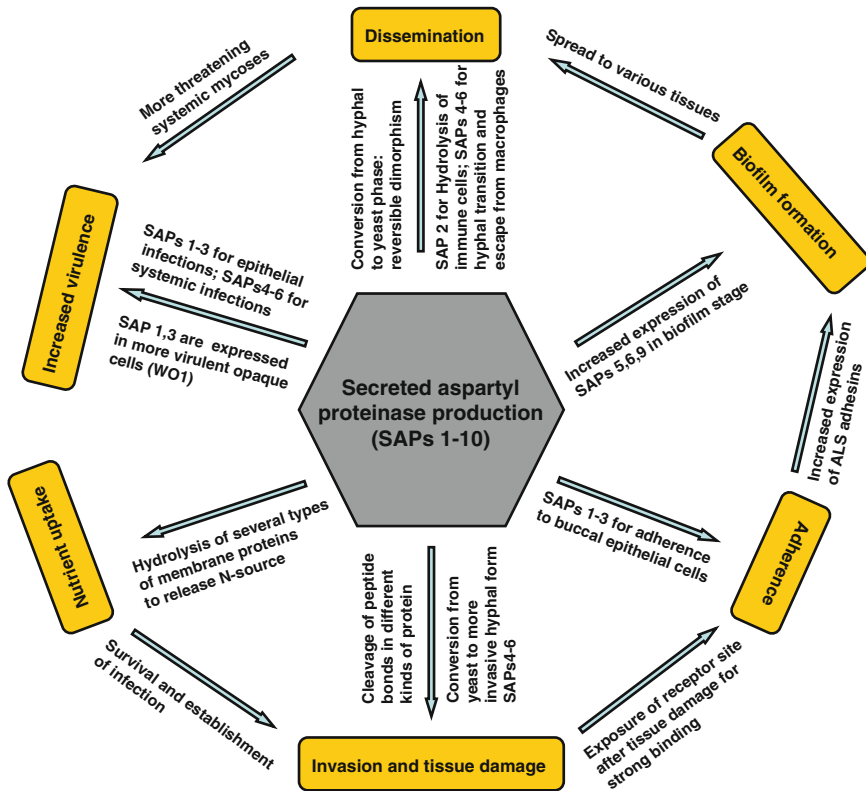 Dissemination
More threatening
systemic mycoses
Spread to various tissues
Conversion from hyphal
to yeast phase:
reversible dimorphism
SAP 2 for Hydrolysis of
immune cells; SAPs 4-6 for
hyphal transition and
escape from macrophages
Biofilm formation
Increased virulence
SAPs 1-3 for epithelial
infections; SAPs4-6 for
systemic infections
SAP 1,3 are expressed
in more virulent opaque
cells (WO1)
Increased expression of
SAPs 5,6,9 in biofilm stage
Secreted aspartyl
proteinase production
(SAPs 1-10)
Increased expression
of ALS adhesins
Nutrient uptake
Hydrolysis of several types
of membrane proteins
to release N-source
SAPs 1-3 for adherence
to buccal epithelial cells
Adherence
Cleavage of peptide
bonds in different
kinds of protein
Conversion from
yeast to more
invasive hyphal form
SAPs4-6
Survival and establishment
of infection
Exposure of receptor site
after tissue damage for
strong binding
Invasion and tissue damage